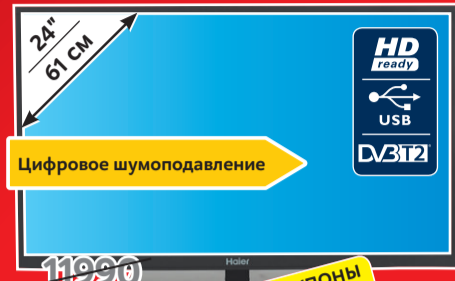 24"
61 см
HD
ready
USB
DVB T2
Цифровое шумоподавление
Haier
11990